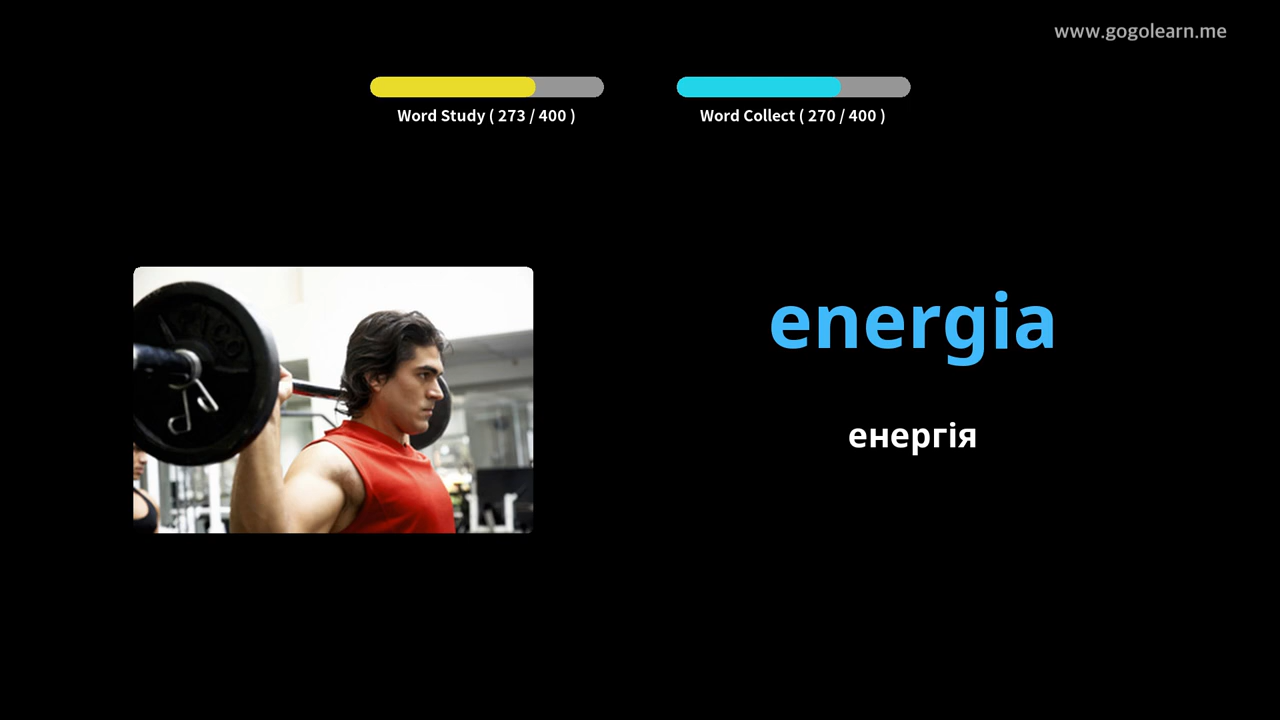 www.gogolearn.me
Word Study ( 273 / 400 )
Word Collect ( 270 / 400 )
energia
енергія